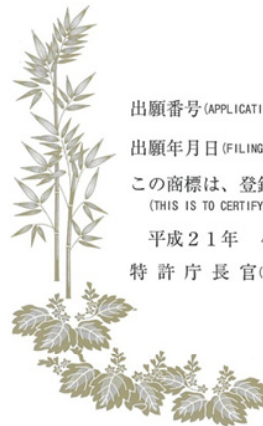 出願番号(APPLICATI
出願年月日(FILING
この商標は、登
(THIS IS TO CERTIFY
平成21年
特許庁長官(